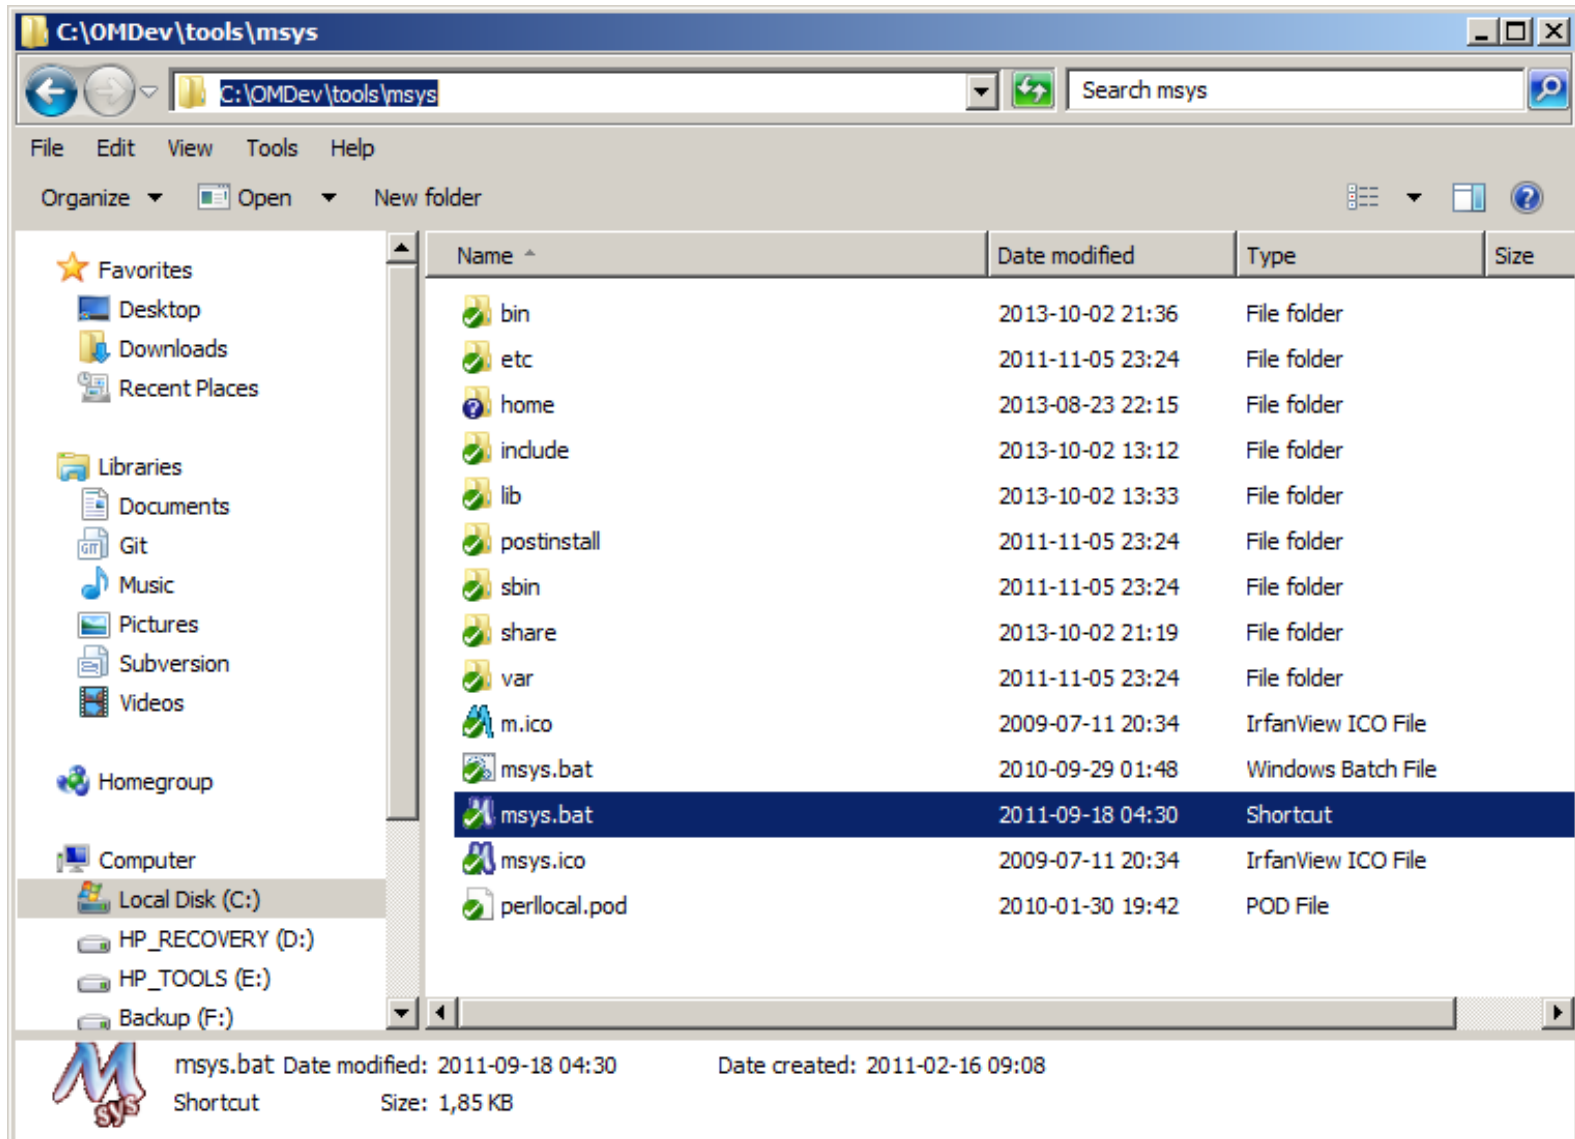 C:\OMDev\tools\msys
C:\OMDev\tools\msys Search msys
File Edit View Tools Help
Organize Open New folder
Name Date modified Type Size
Favorites
Desktop
Downloads
Recent Places
Libraries
Documents
GIT Git
Music
Pictures
Subversion
Videos
Homegroup
Computer
Local Disk (C:)
HP_RECOVERY (D:)
HP_TOOLS (E:)
Backup (F:)
bin 2013-10-02 21:36 File folder
etc 2011-11-05 23:24 File folder
home 2013-08-23 22:15 File folder
include 2013-10-02 13:12 File folder
lib 2013-10-02 13:33 File folder
postinstall 2011-11-05 23:24 File folder
sbin 2011-11-05 23:24 File folder
share 2013-10-02 21:19 File folder
var 2011-11-05 23:24 File folder
m.ico 2009-07-11 20:34 IrfanView ICO File
msys.bat 2010-09-29 01:48 Windows Batch File
msys.bat 2011-09-18 04:30 Shortcut
msys.ico 2009-07-11 20:34 IrfanView ICO File
perllocal.pod 2010-01-30 19:42 POD File
Msys
msys.bat Date modified: 2011-09-18 04:30 Date created: 2011-02-16 09:08
Shortcut Size: 1,85 KB